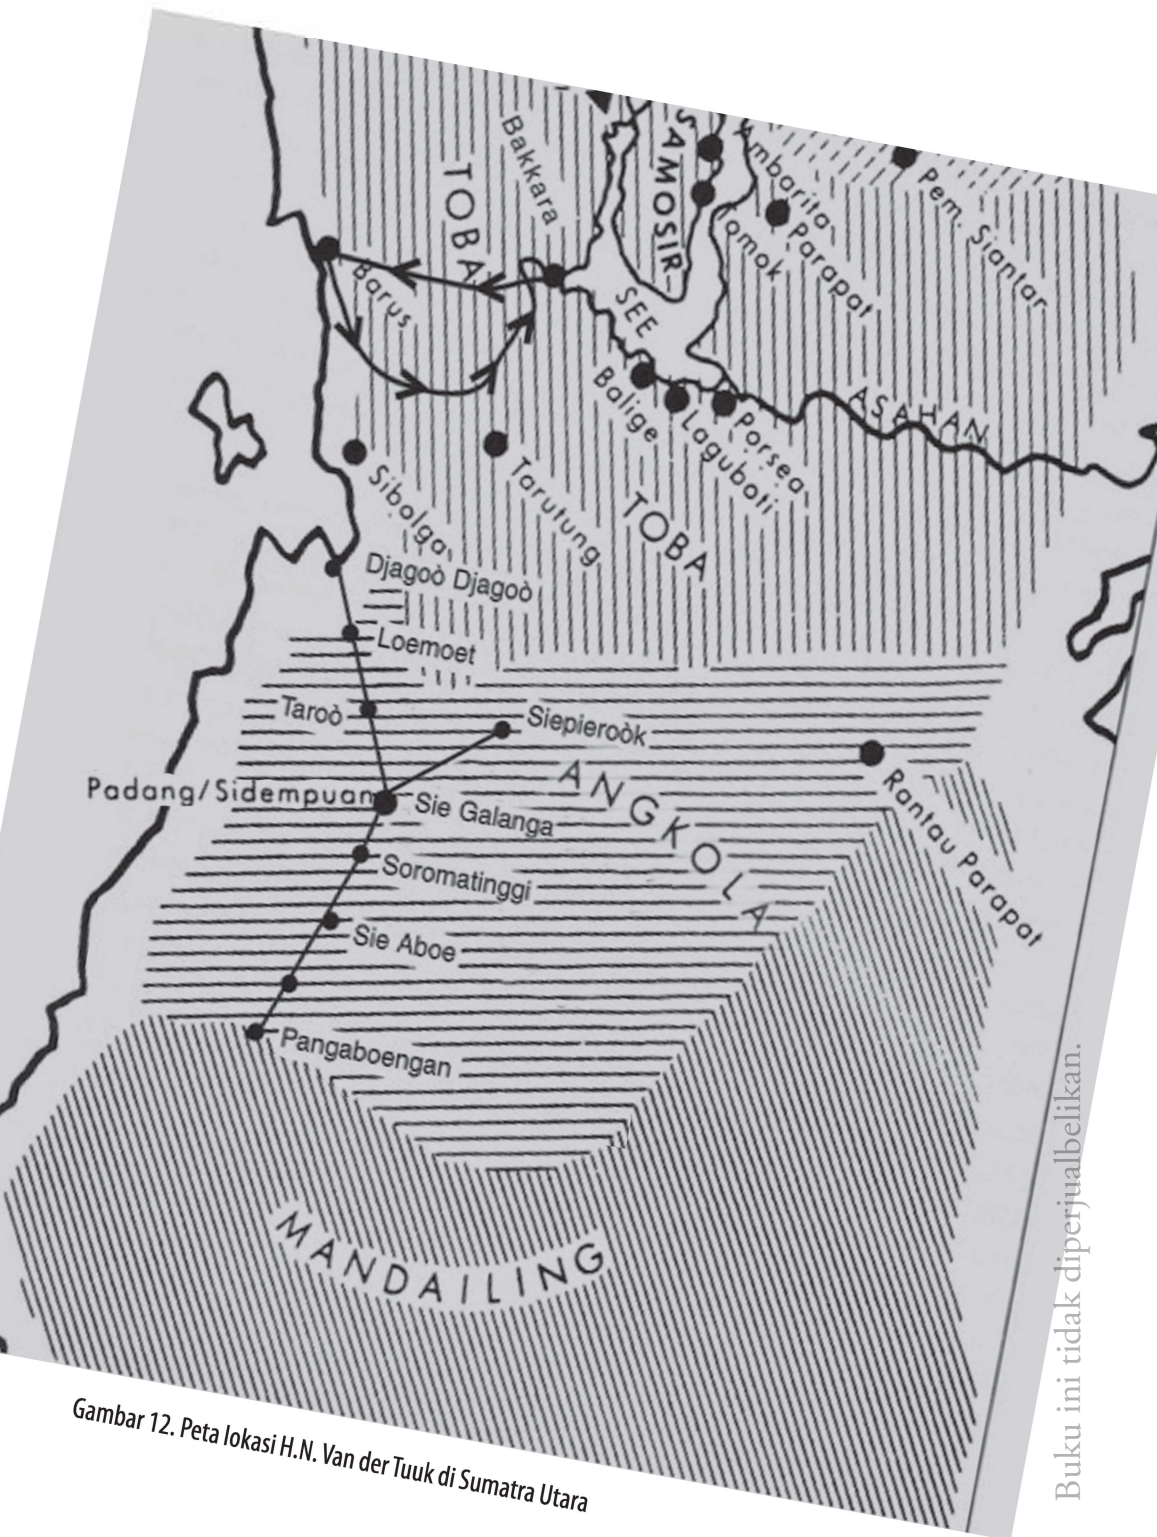 SAMOSIR
Ambarita
Tomok
Parapat
Pem. Siantar
Bakkara
TOBA
Barus
SEE
Balige
Laguboti
Porsea
ASAHAN
Sibolga
Tarutung
TOBA
Djagoò Djagoò
Loemoet
Taroò
Siepieroòk
Padang/Sidempuan
Sie Galanga
ANGKOLA
Rantau Parapat
Soromatinggi
Sie Aboe
Pangaboengan
MANDAILING
Gambar 12. Peta lokasi H.N. Van der Tuuk di Sumatra Utara
Buku ini tidak diperjualbelikan.